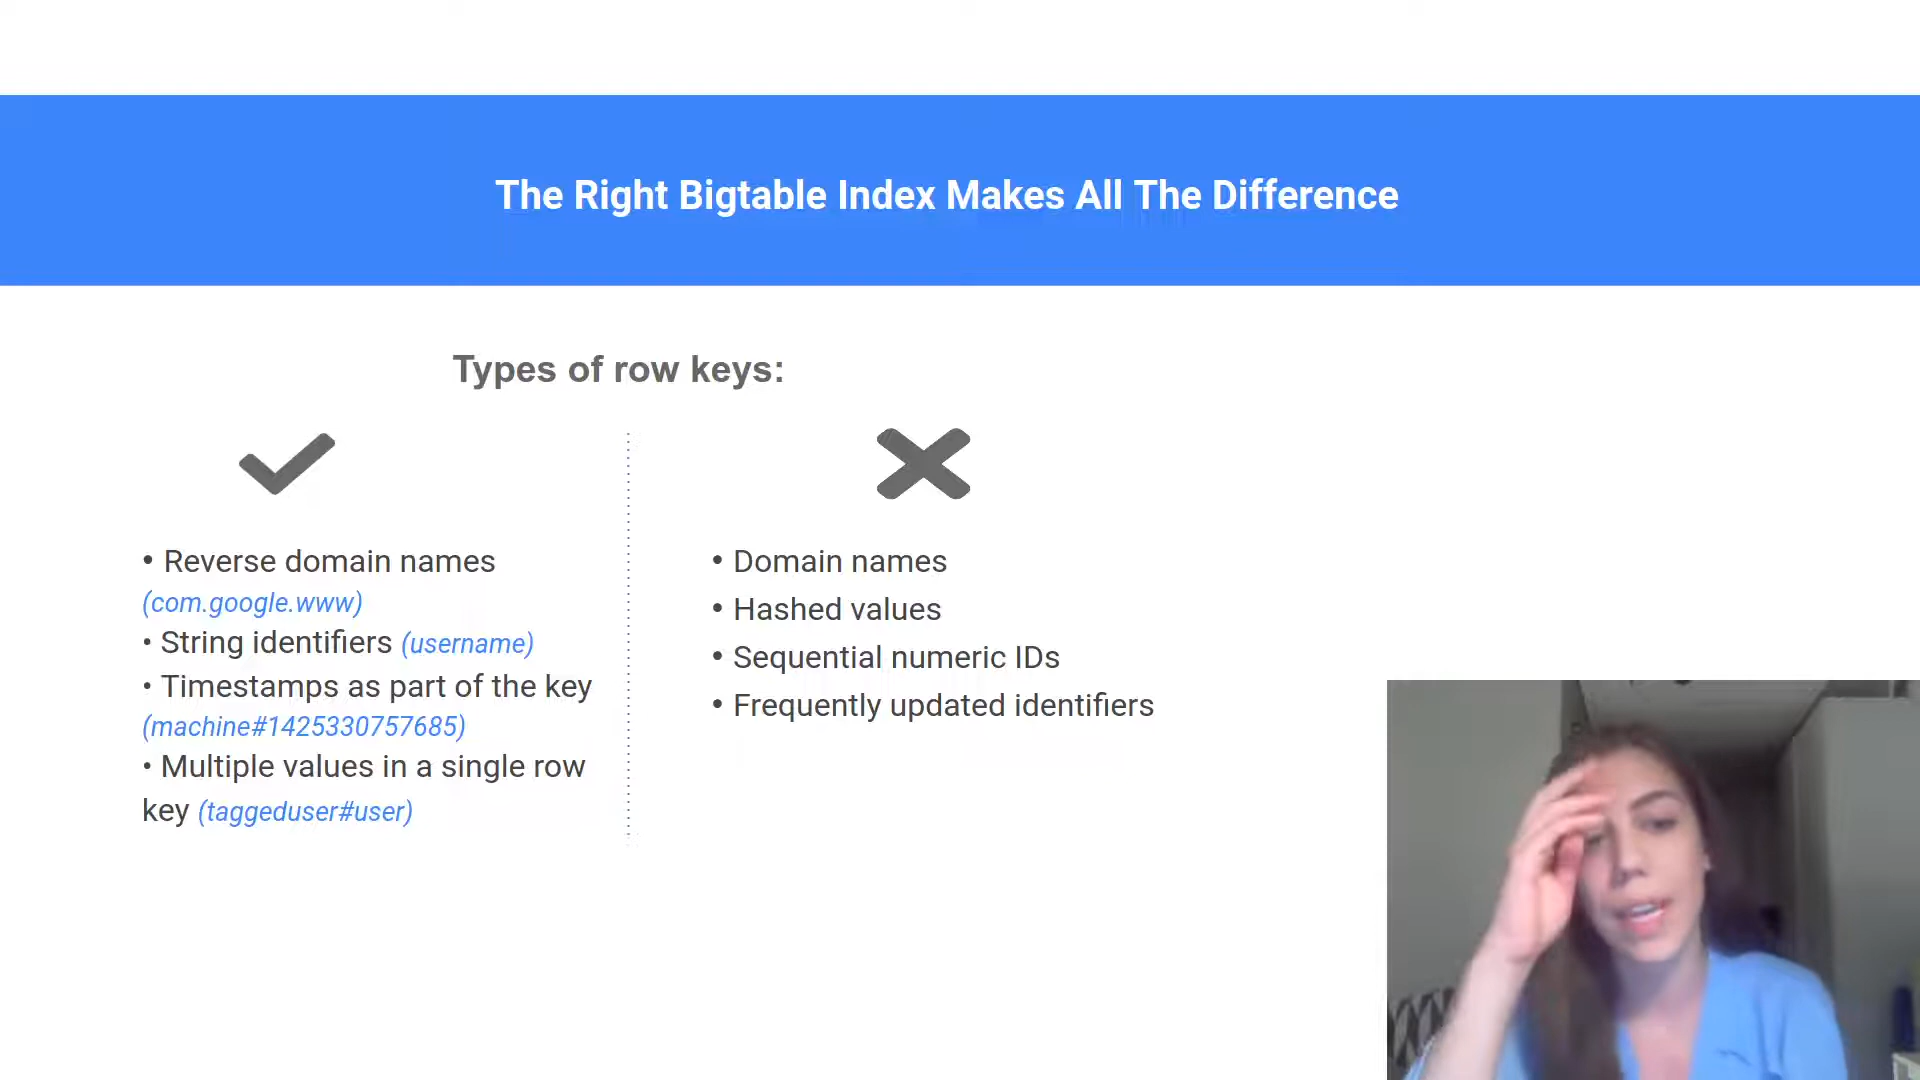 The Right Bigtable Index Makes All The Difference
Types of row keys:
• Reverse domain names
(com.google.www)
• String identifiers (username)
• Timestamps as part of the key
(machine#1425330757685)
• Multiple values in a single row
key (taggeduser#user)
• Domain names
• Hashed values
• Sequential numeric IDs
• Frequently updated identifiers